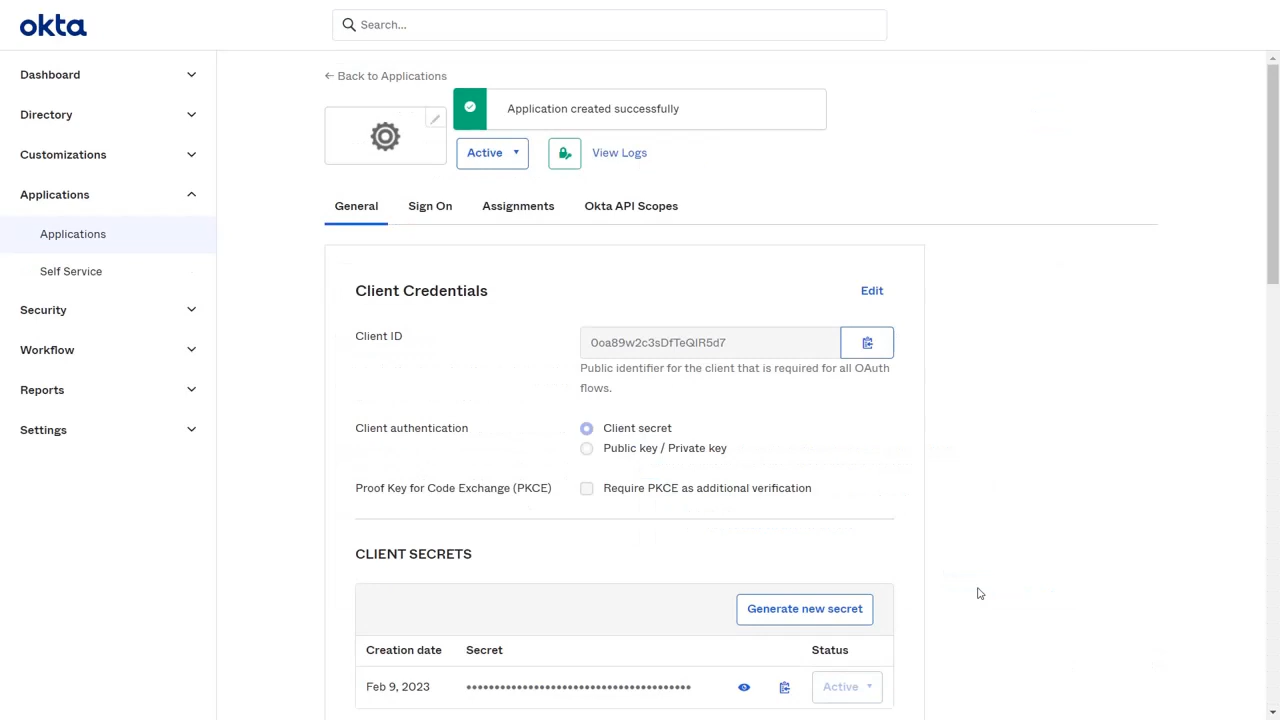 okta
Search...
Dashboard
Directory
Customizations
Applications
Applications
Self Service
Security
Workflow
Reports
Settings
← Back to Applications
Application created successfully
Active
View Logs
General
Sign On
Assignments
Okta API Scopes
Client Credentials
Edit
Client ID
0oa89w2c3sDfTeQlR5d7
Public identifier for the client that is required for all OAuth
flows.
Client authentication
Client secret
Public key / Private key
Proof Key for Code Exchange (PKCE)
Require PKCE as additional verification
CLIENT SECRETS
Generate new secret
Creation date
Secret
Status
Feb 9, 2023
••••••••••••••••••••••••••••••••••••••••
Active